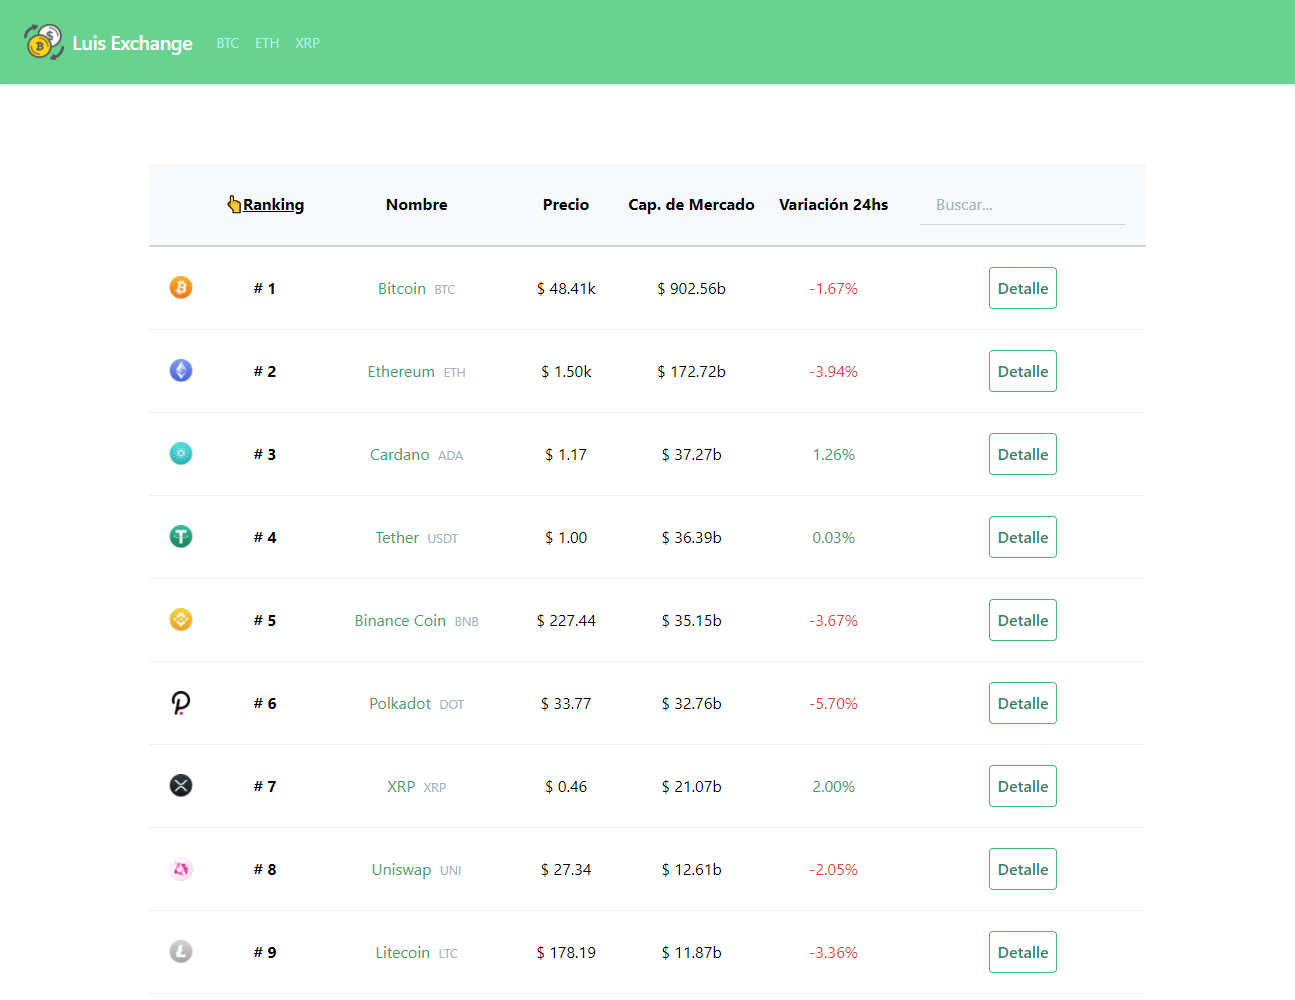 Luis Exchange BTC ETH XRP
Ranking Nombre Precio Cap. de Mercado Variación 24hs Buscar...
# 1 Bitcoin BTC $ 48.41k $ 902.56b -1.67% Detalle
# 2 Ethereum ETH $ 1.50k $ 172.72b -3.94% Detalle
# 3 Cardano ADA $ 1.17 $ 37.27b 1.26% Detalle
# 4 Tether USDT $ 1.00 $ 36.39b 0.03% Detalle
# 5 Binance Coin BNB $ 227.44 $ 35.15b -3.67% Detalle
# 6 Polkadot DOT $ 33.77 $ 32.76b -5.70% Detalle
# 7 XRP XRP $ 0.46 $ 21.07b 2.00% Detalle
# 8 Uniswap UNI $ 27.34 $ 12.61b -2.05% Detalle
# 9 Litecoin LTC $ 178.19 $ 11.87b -3.36% Detalle